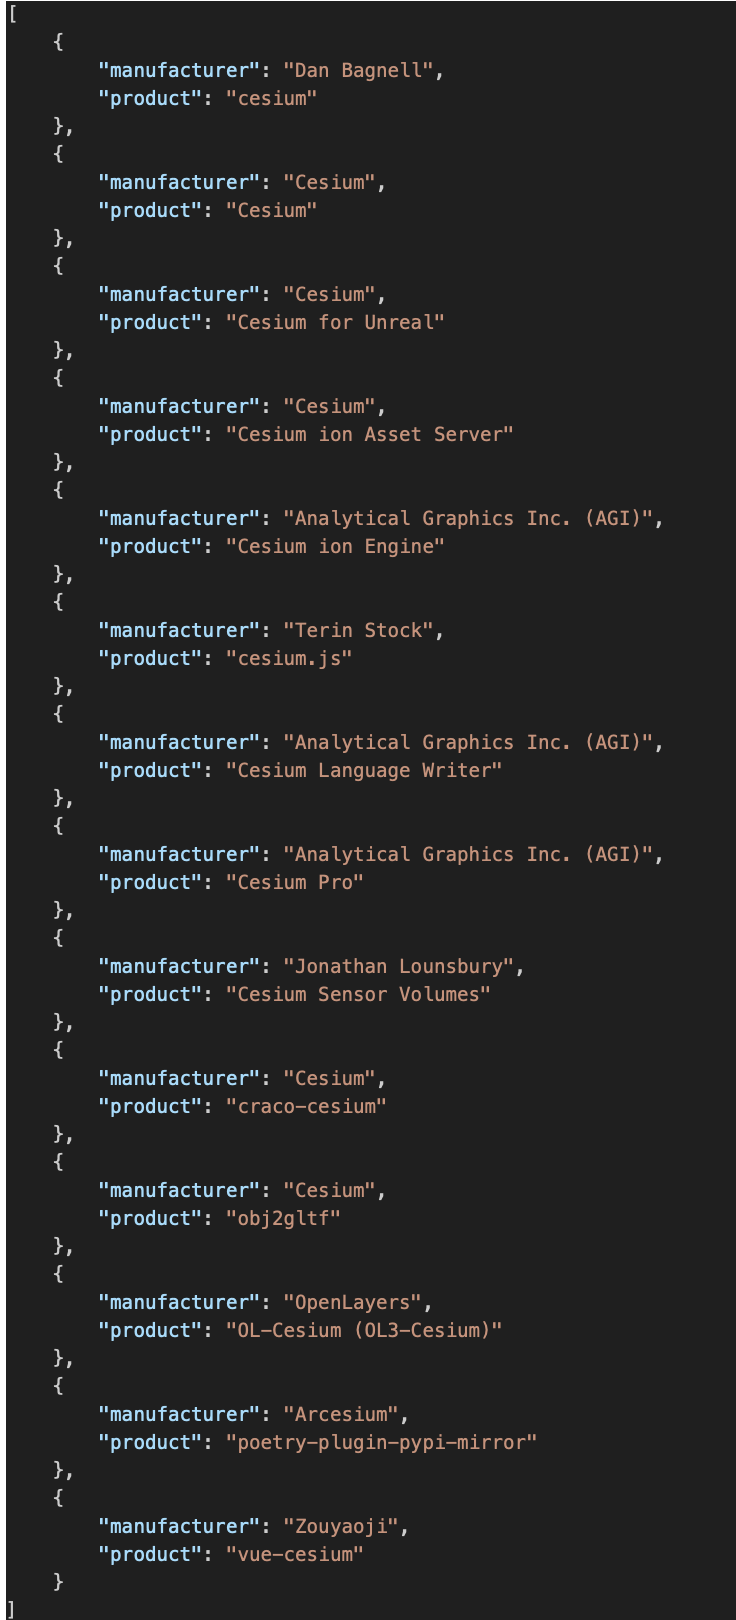 [
    {
        "manufacturer": "Dan Bagnell",
        "product": "cesium"
    },
    {
        "manufacturer": "Cesium",
        "product": "Cesium"
    },
    {
        "manufacturer": "Cesium",
        "product": "Cesium for Unreal"
    },
    {
        "manufacturer": "Cesium",
        "product": "Cesium ion Asset Server"
    },
    {
        "manufacturer": "Analytical Graphics Inc. (AGI)",
        "product": "Cesium ion Engine"
    },
    {
        "manufacturer": "Terin Stock",
        "product": "cesium.js"
    },
    {
        "manufacturer": "Analytical Graphics Inc. (AGI)",
        "product": "Cesium Language Writer"
    },
    {
        "manufacturer": "Analytical Graphics Inc. (AGI)",
        "product": "Cesium Pro"
    },
    {
        "manufacturer": "Jonathan Lounsbury",
        "product": "Cesium Sensor Volumes"
    },
    {
        "manufacturer": "Cesium",
        "product": "craco-cesium"
    },
    {
        "manufacturer": "Cesium",
        "product": "obj2gltf"
    },
    {
        "manufacturer": "OpenLayers",
        "product": "OL-Cesium (OL3-Cesium)"
    },
    {
        "manufacturer": "Arcesium",
        "product": "poetry-plugin-pypi-mirror"
    },
    {
        "manufacturer": "Zouyaoji",
        "product": "vue-cesium"
    }
]